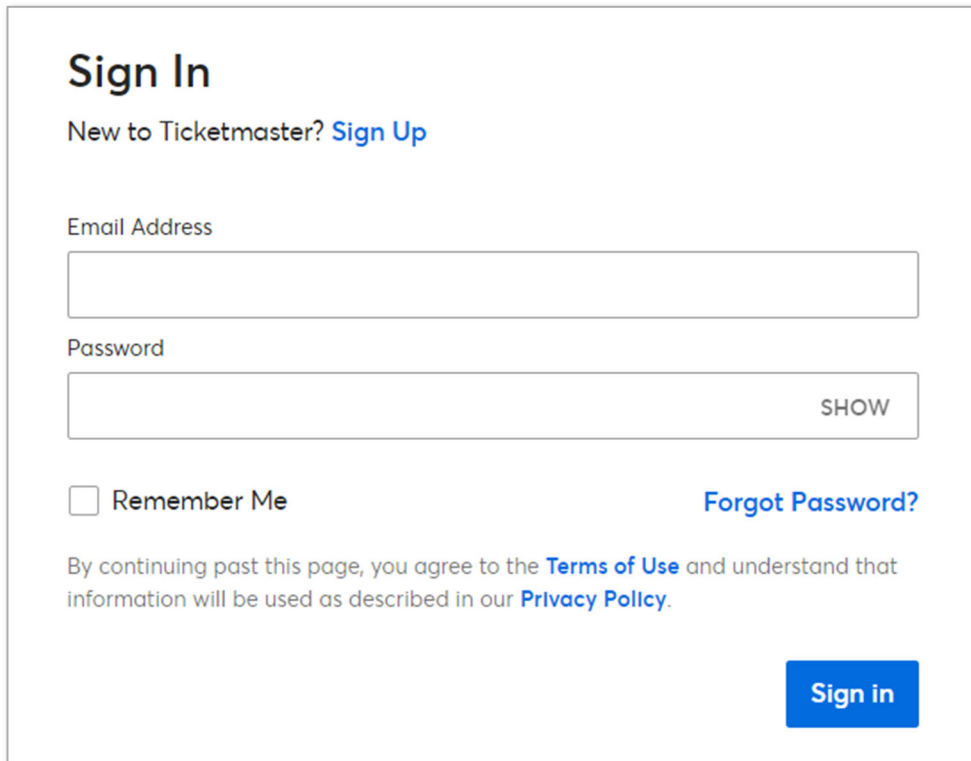 Sign In
New to Ticketmaster? Sign Up
Email Address
Password
SHOW
Remember Me
Forgot Password?
By continuing past this page, you agree to the Terms of Use and understand that
information will be used as described in our Privacy Policy.
Sign in